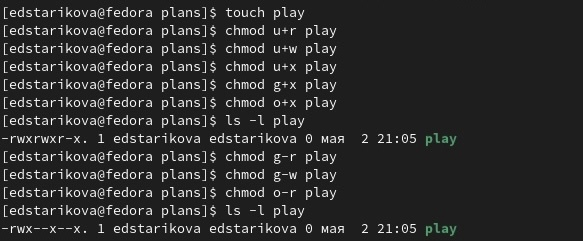 [edstarikova@fedora plans]$ touch play
[edstarikova@fedora plans]$ chmod u+r play
[edstarikova@fedora plans]$ chmod u+w play
[edstarikova@fedora plans]$ chmod u+x play
[edstarikova@fedora plans]$ chmod g+x play
[edstarikova@fedora plans]$ chmod o+x play
[edstarikova@fedora plans]$ ls -l play
-rwxrwxr-x. 1 edstarikova edstarikova 0 мая  2 21:05 play
[edstarikova@fedora plans]$ chmod g-r play
[edstarikova@fedora plans]$ chmod g-w play
[edstarikova@fedora plans]$ chmod o-r play
[edstarikova@fedora plans]$ ls -l play
-rwx--x--x. 1 edstarikova edstarikova 0 мая  2 21:05 play